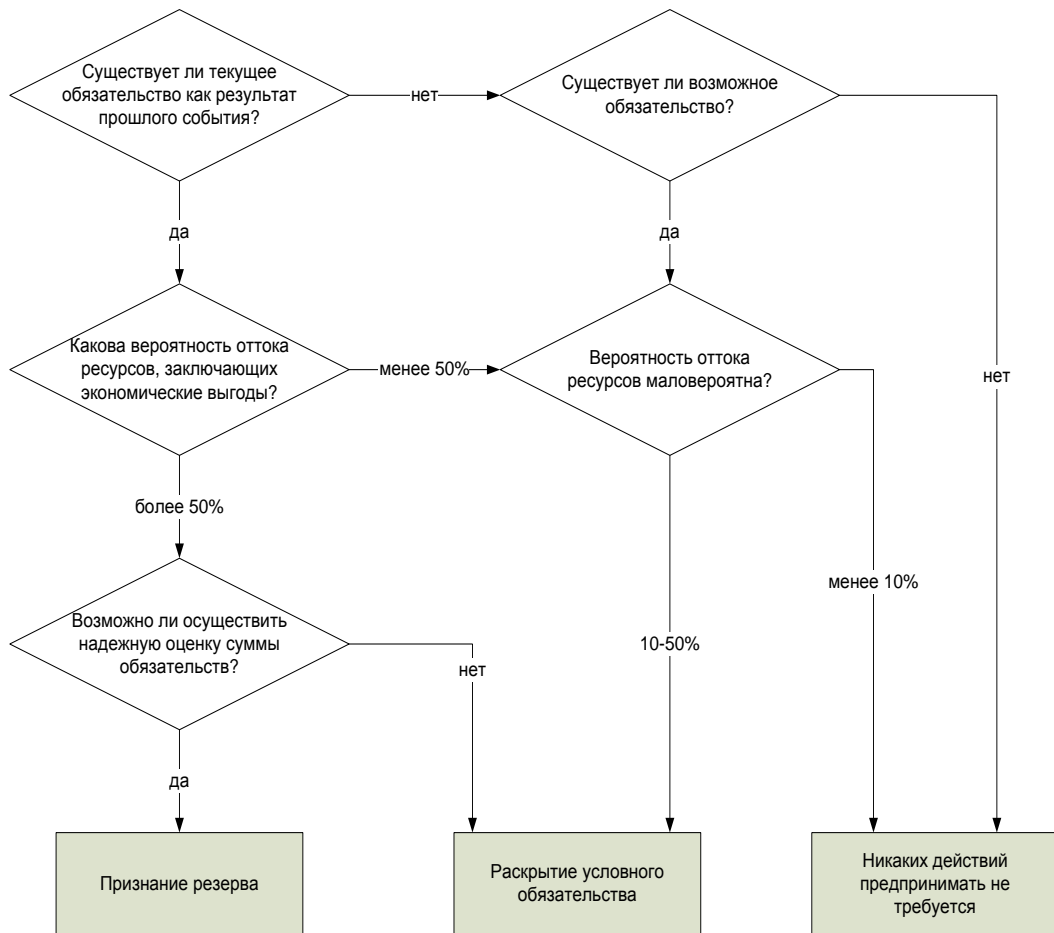 Существует ли текущее
обязательство как результат
прошлого события?
нет
Существует ли возможное
обязательство?
да
да
нет
Какова вероятность оттока
ресурсов, заключающих
экономические выгоды?
менее 50%
Вероятность оттока
ресурсов маловероятна?
более 50%
менее 10%
Возможно ли осуществить
надежную оценку суммы
обязательств?
10-50%
нет
да
Признание резерва
Раскрытие условного
обязательства
Никаких действий
предпринимать не
требуется